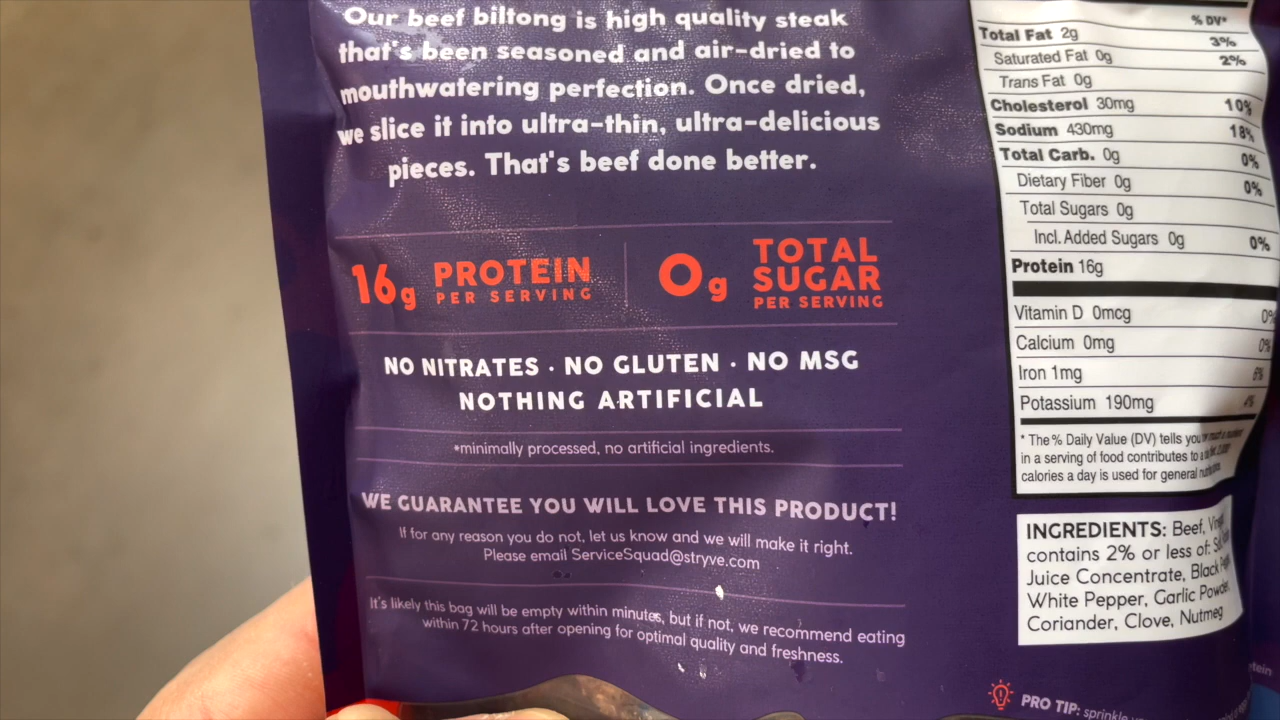 Our beef biltong is high quality steak
that's been seasoned and air-dried to
mouthwatering perfection. Once dried,
we slice it into ultra-thin, ultra-delicious
pieces. That's beef done better.
16g PROTEIN
PER SERVING
0g TOTAL
SUGAR
PER SERVING
NO NITRATES · NO GLUTEN · NO MSG
NOTHING ARTIFICIAL
*minimally processed, no artificial ingredients.
WE GUARANTEE YOU WILL LOVE THIS PRODUCT!
If for any reason you do not, let us know and we will make it right.
Please email ServiceSquad@stryve.com
It's likely this bag will be empty within minutes, but if not, we recommend eating
within 72 hours after opening for optimal quality and freshness.
% DV*
Total Fat 2g 3%
Saturated Fat 0g 2%
Trans Fat 0g
Cholesterol 30mg 10%
Sodium 430mg 18%
Total Carb. 0g 0%
Dietary Fiber 0g 0%
Total Sugars 0g
Incl. Added Sugars 0g 0%
Protein 16g
Vitamin D 0mcg 0%
Calcium 0mg 0%
Iron 1mg 6%
Potassium 190mg 4%
* The % Daily Value (DV) tells you how much a nutrient
in a serving of food contributes to a
calories a day is used for general
INGREDIENTS: Beef,
contains 2% or less of:
Juice Concentrate, Black
White Pepper, Garlic Powder,
Coriander, Clove, Nutmeg
PRO TIP: sprinkle